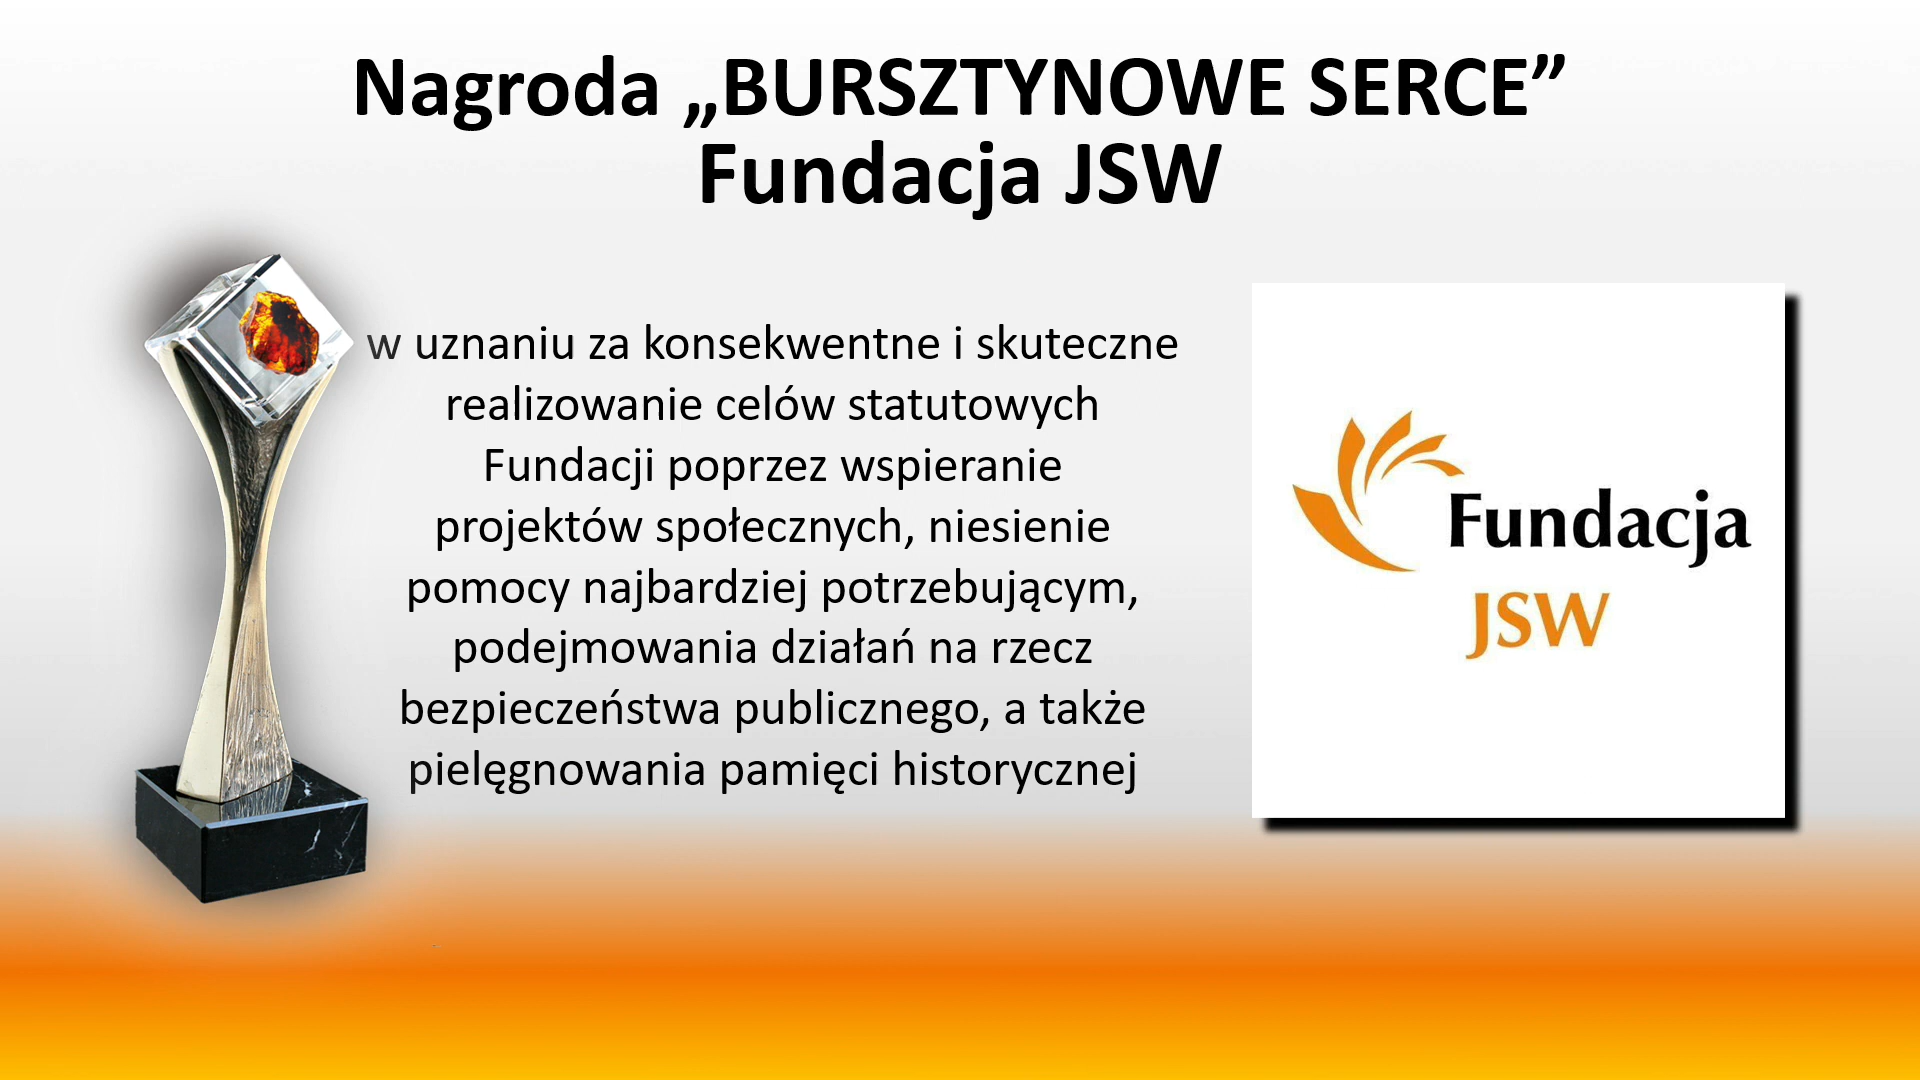 Nagroda „BURSZTYNOWE SERCE”
Fundacja JSW
w uznaniu za konsekwentne i skuteczne
realizowanie celów statutowych
Fundacji poprzez wspieranie
projektów społecznych, niesienie
pomocy najbardziej potrzebującym,
podejmowania działań na rzecz
bezpieczeństwa publicznego, a także
pielęgnowania pamięci historycznej
Fundacja
JSW